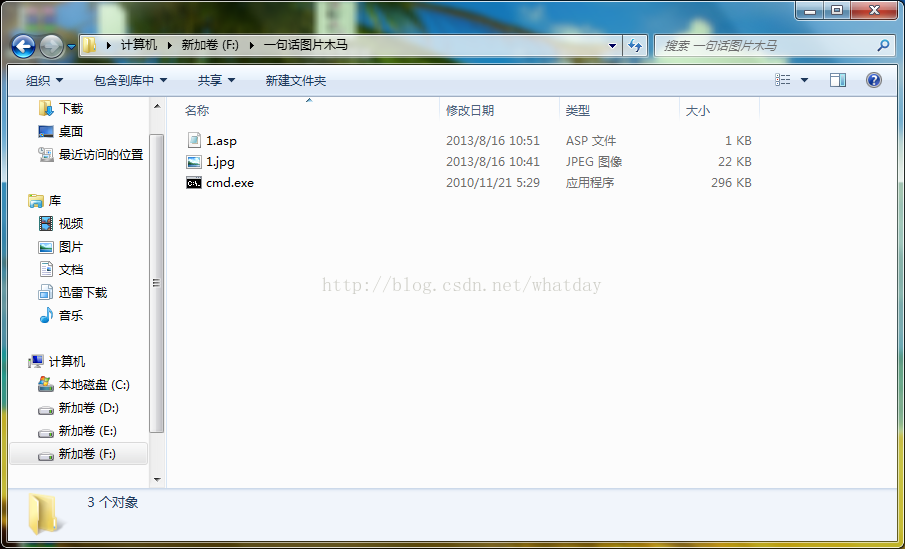 计算机 新加卷 (F:) 一句话图片木马 搜索 一句话图片木马
组织 包含到库中 共享 新建文件夹
下载
桌面
最近访问的位置
库
视频
图片
文档
迅雷下载
音乐
计算机
本地磁盘 (C:)
新加卷 (D:)
新加卷 (E:)
新加卷 (F:)
名称 修改日期 类型 大小
1.asp 2013/8/16 10:51 ASP 文件 1 KB
1.jpg 2013/8/16 10:41 JPEG 图像 22 KB
cmd.exe 2010/11/21 5:29 应用程序 296 KB
http://blog.csdn.net/whatday
3 个对象